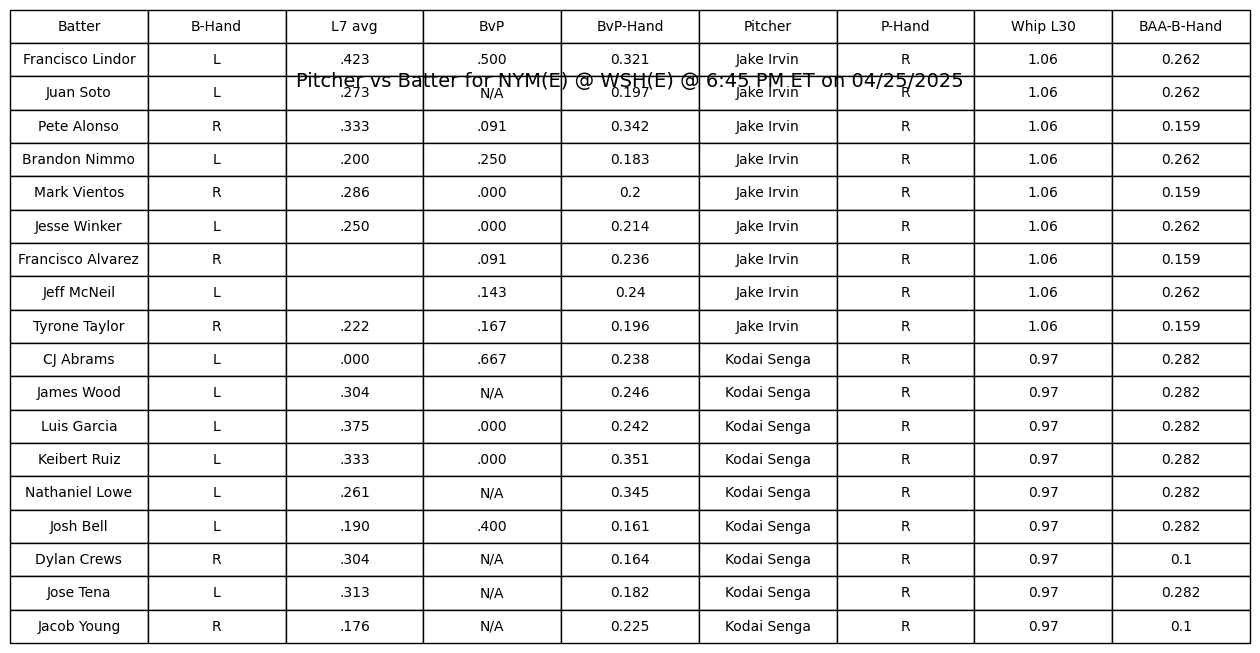 Batter B-Hand L7 avg BvP BvP-Hand Pitcher P-Hand Whip L30 BAA-B-Hand
Francisco Lindor L .423 .500 0.321 Jake Irvin R 1.06 0.262
Pitcher vs Batter for NYM(E) @ WSH(E) @ 6:45 PM ET on 04/25/2025
Juan Soto L .273 N/A 0.197 Jake Irvin R 1.06 0.262
Pete Alonso R .333 .091 0.342 Jake Irvin R 1.06 0.159
Brandon Nimmo L .200 .250 0.183 Jake Irvin R 1.06 0.262
Mark Vientos R .286 .000 0.2 Jake Irvin R 1.06 0.159
Jesse Winker L .250 .000 0.214 Jake Irvin R 1.06 0.262
Francisco Alvarez R .091 0.236 Jake Irvin R 1.06 0.159
Jeff McNeil L .143 0.24 Jake Irvin R 1.06 0.262
Tyrone Taylor R .222 .167 0.196 Jake Irvin R 1.06 0.159
CJ Abrams L .000 .667 0.238 Kodai Senga R 0.97 0.282
James Wood L .304 N/A 0.246 Kodai Senga R 0.97 0.282
Luis Garcia L .375 .000 0.242 Kodai Senga R 0.97 0.282
Keibert Ruiz L .333 .000 0.351 Kodai Senga R 0.97 0.282
Nathaniel Lowe L .261 N/A 0.345 Kodai Senga R 0.97 0.282
Josh Bell L .190 .400 0.161 Kodai Senga R 0.97 0.282
Dylan Crews R .304 N/A 0.164 Kodai Senga R 0.97 0.1
Jose Tena L .313 N/A 0.182 Kodai Senga R 0.97 0.282
Jacob Young R .176 N/A 0.225 Kodai Senga R 0.97 0.1